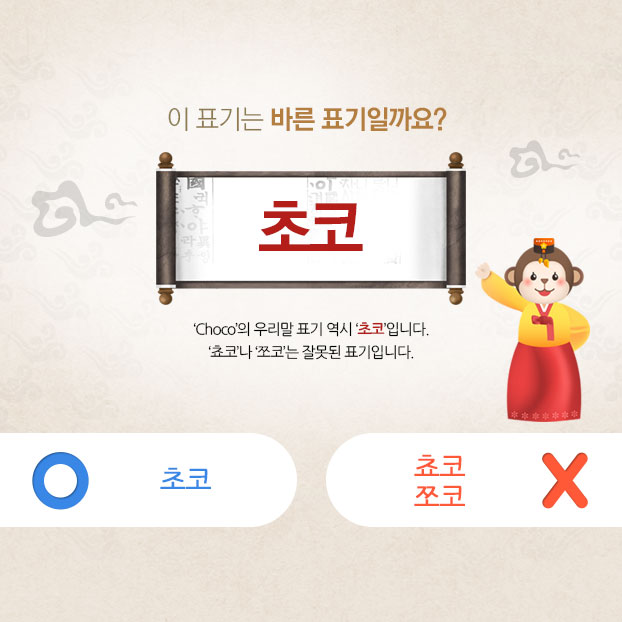 이 표기는 바른 표기일까요?
초코
‘Choco’의 우리말 표기 역시 ‘초코’입니다.
‘쵸코’나 ‘쪼코’는 잘못된 표기입니다.
초코
쵸코
쪼코